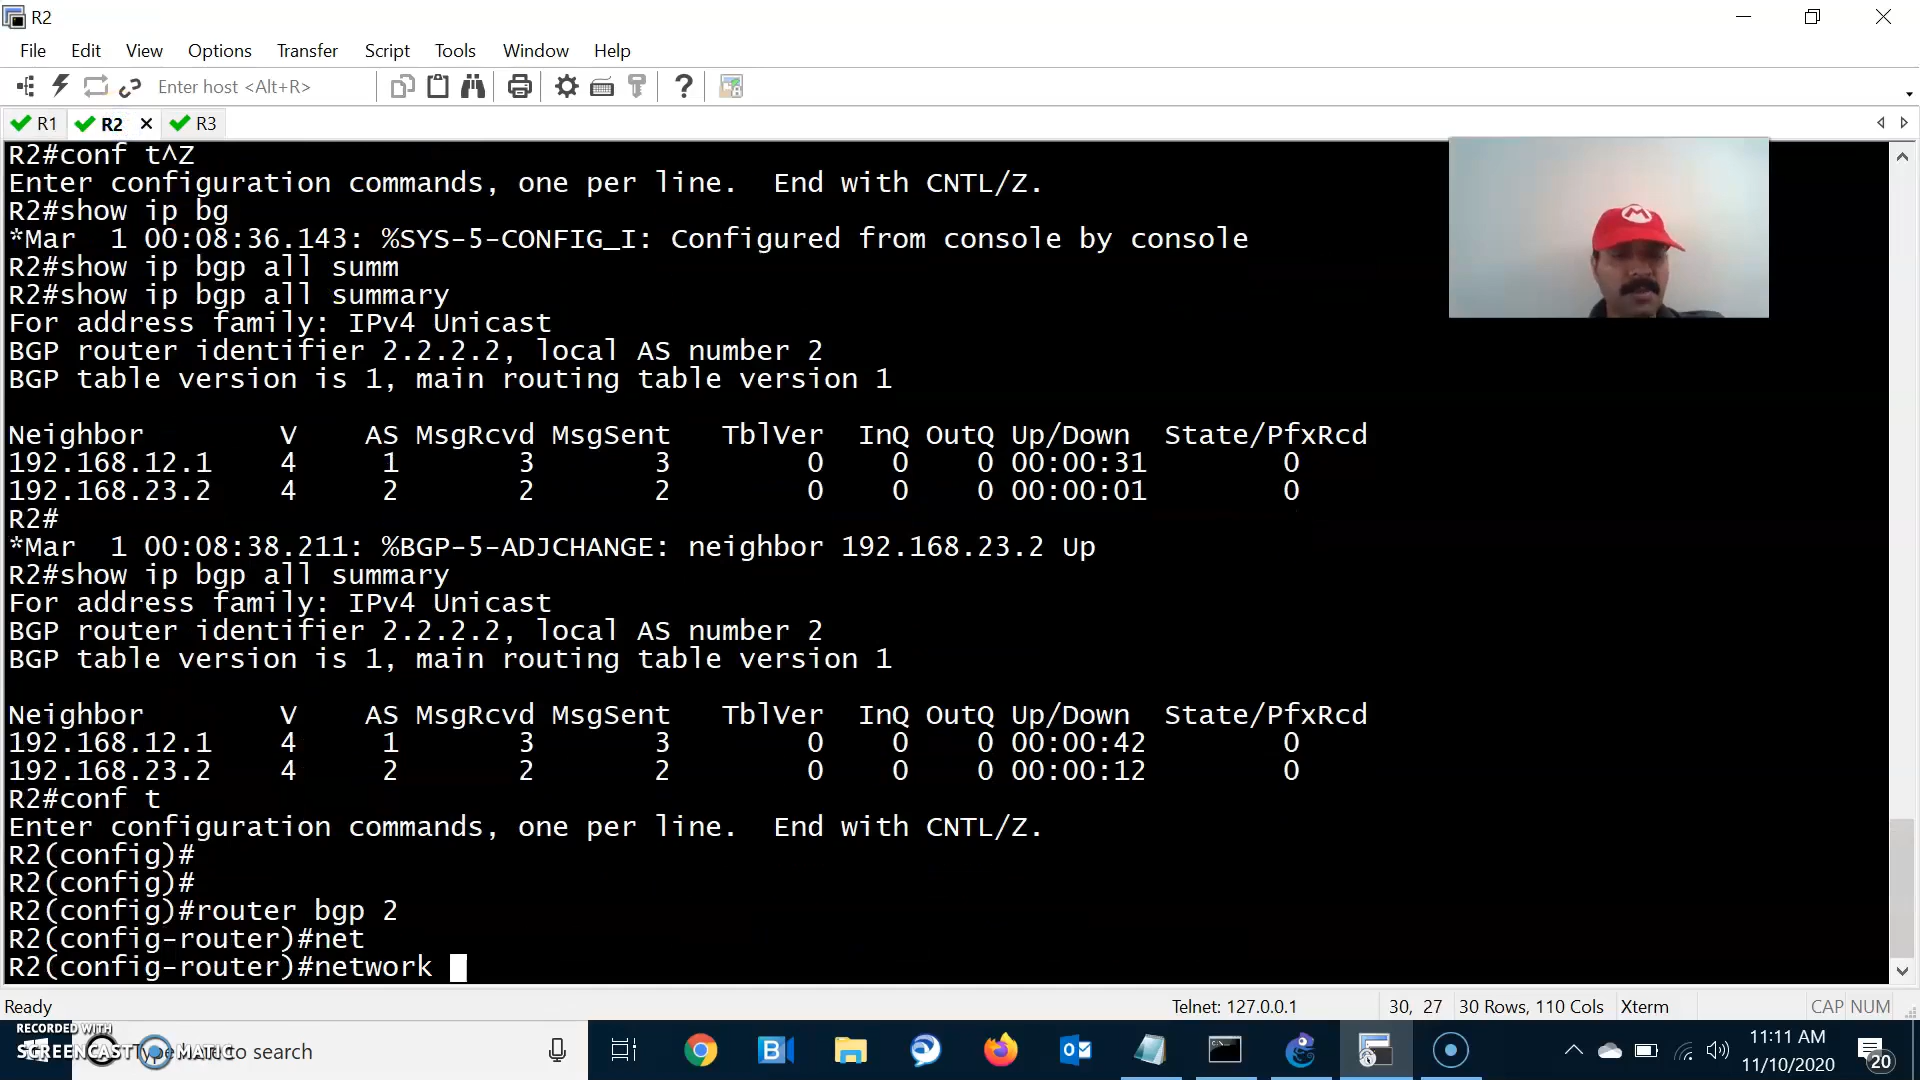 R2
File Edit View Options Transfer Script Tools Window Help
Enter host <Alt+R>
R1 R2 R3
R2#conf t^Z
Enter configuration commands, one per line.  End with CNTL/Z.
R2#show ip bg
*Mar  1 00:08:36.143: %SYS-5-CONFIG_I: Configured from console by console
R2#show ip bgp all summ
R2#show ip bgp all summary
For address family: IPv4 Unicast
BGP router identifier 2.2.2.2, local AS number 2
BGP table version is 1, main routing table version 1
Neighbor V AS MsgRcvd MsgSent TblVer InQ OutQ Up/Down State/PfxRcd
192.168.12.1 4 1 3 3 0 0 0 00:00:31 0
192.168.23.2 4 2 2 2 0 0 0 00:00:01 0
R2#
*Mar  1 00:08:38.211: %BGP-5-ADJCHANGE: neighbor 192.168.23.2 Up
R2#show ip bgp all summary
For address family: IPv4 Unicast
BGP router identifier 2.2.2.2, local AS number 2
BGP table version is 1, main routing table version 1
Neighbor V AS MsgRcvd MsgSent TblVer InQ OutQ Up/Down State/PfxRcd
192.168.12.1 4 1 3 3 0 0 0 00:00:42 0
192.168.23.2 4 2 2 2 0 0 0 00:00:12 0
R2#conf t
Enter configuration commands, one per line.  End with CNTL/Z.
R2(config)#
R2(config)#
R2(config)#router bgp 2
R2(config-router)#net
R2(config-router)#network
Ready Telnet: 127.0.0.1 30, 27 30 Rows, 110 Cols Xterm CAP NUM
RECORDED WITH
SCREENCAST MATIC
to search
11:11 AM
11/10/2020
20